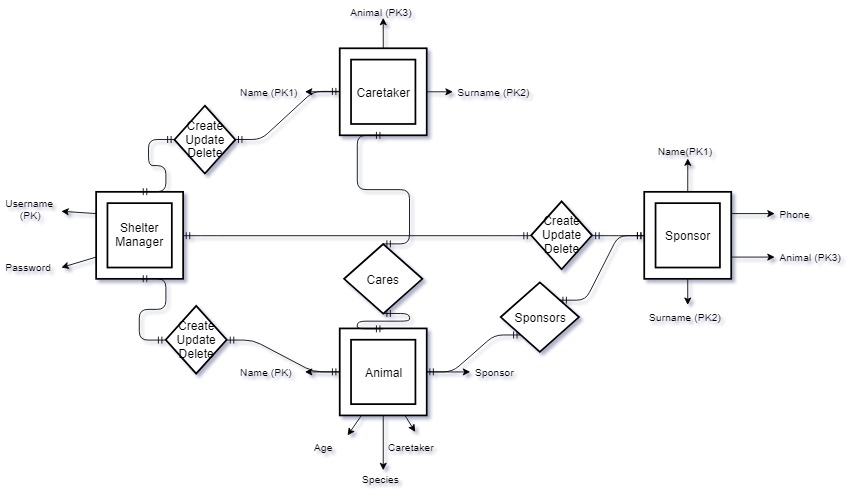 Animal (PK3)
Name (PK1)
Caretaker
Surname (PK2)
Create
Update
Delete
Name(PK1)
Username
(PK)
Shelter
Manager
Create
Update
Delete
Sponsor
Phone
Password
Cares
Animal (PK3)
Create
Update
Delete
Sponsors
Surname (PK2)
Name (PK)
Animal
Sponsor
Age
Caretaker
Species